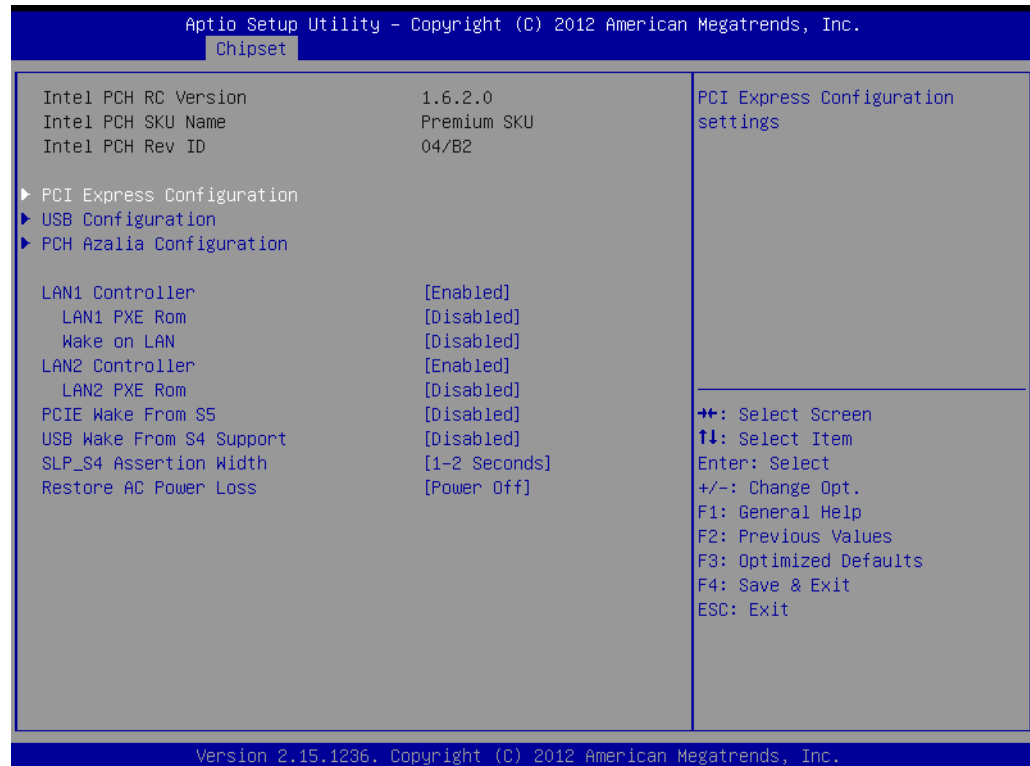 Aptio Setup Utility – Copyright (C) 2012 American Megatrends, Inc.
Chipset
Intel PCH RC Version 1.6.2.0
Intel PCH SKU Name Premium SKU
Intel PCH Rev ID 04/B2
PCI Express Configuration
USB Configuration
PCH Azalia Configuration
LAN1 Controller [Enabled]
LAN1 PXE Rom [Disabled]
Wake on LAN [Disabled]
LAN2 Controller [Enabled]
LAN2 PXE Rom [Disabled]
PCIE Wake From S5 [Disabled]
USB Wake From S4 Support [Disabled]
SLP_S4 Assertion Width [1-2 Seconds]
Restore AC Power Loss [Power Off]
PCI Express Configuration
settings
→←: Select Screen
↑↓: Select Item
Enter: Select
+/-: Change Opt.
F1: General Help
F2: Previous Values
F3: Optimized Defaults
F4: Save & Exit
ESC: Exit
Version 2.15.1236. Copyright (C) 2012 American Megatrends, Inc.